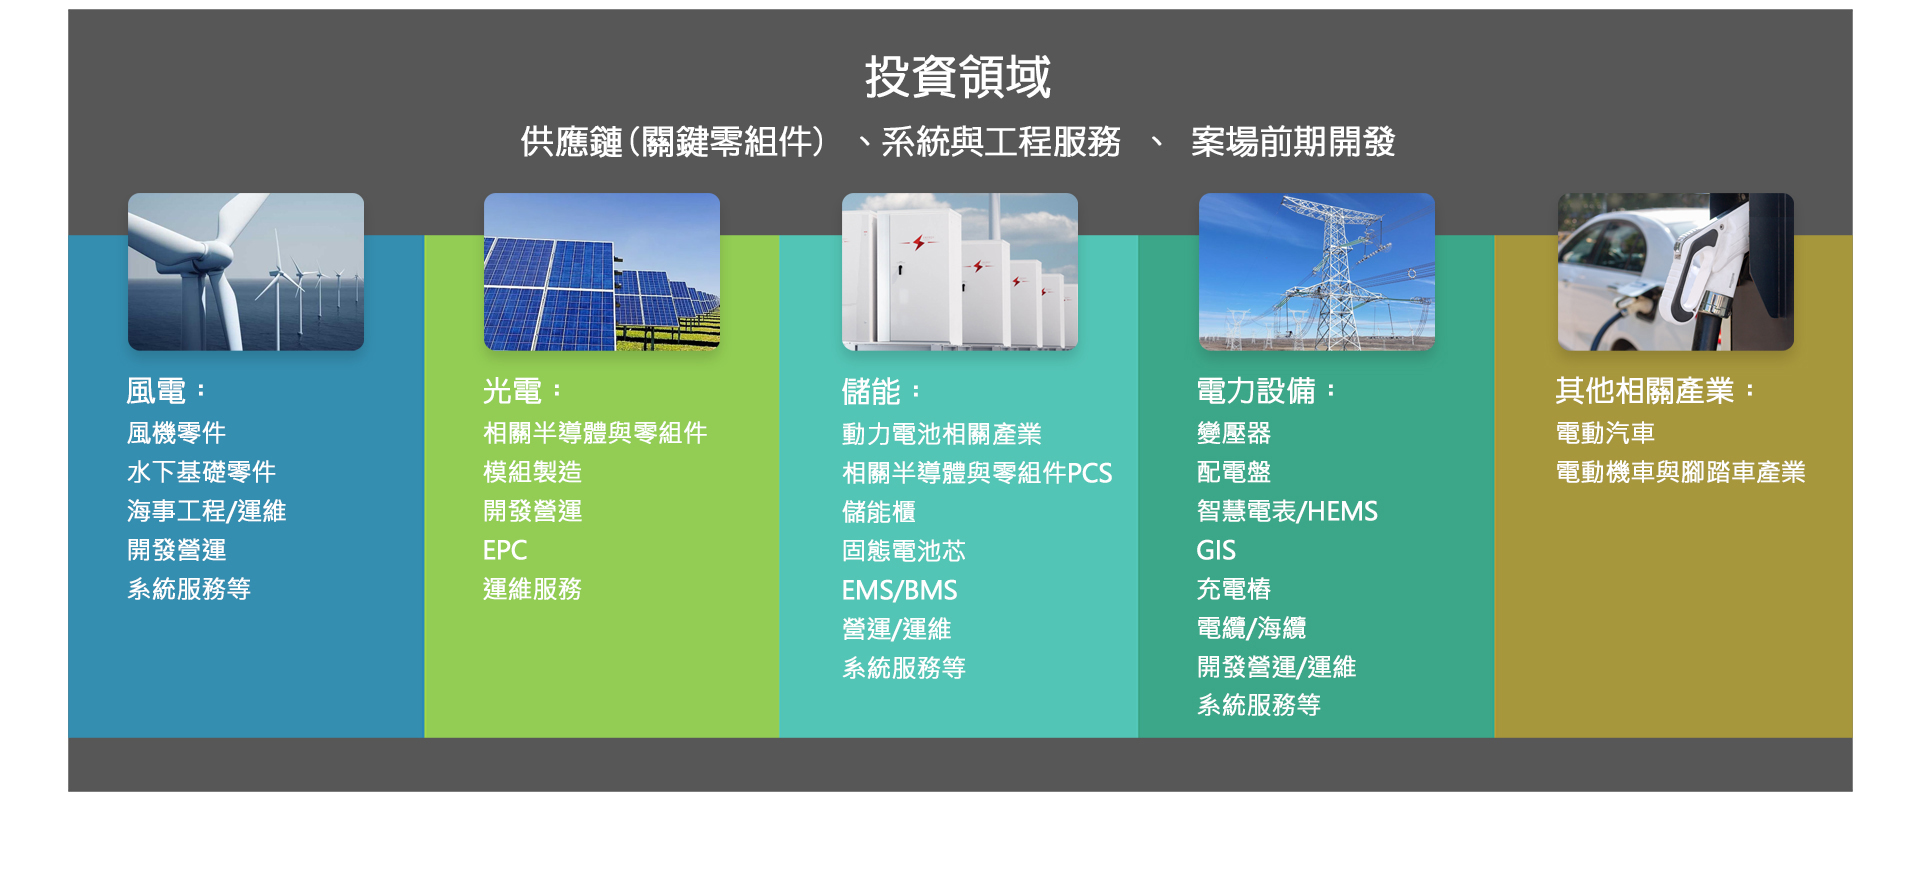 投資領域
供應鏈(關鍵零組件) 、系統與工程服務 、 案場前期開發
風電：
風機零件
水下基礎零件
海事工程/運維
開發營運
系統服務等
光電：
相關半導體與零組件
模組製造
開發營運
EPC
運維服務
儲能：
動力電池相關產業
相關半導體與零組件PCS
儲能櫃
固態電池芯
EMS/BMS
營運/運維
系統服務等
電力設備：
變壓器
配電盤
智慧電表/HEMS
GIS
充電樁
電纜/海纜
開發營運/運維
系統服務等
其他相關產業：
電動汽車
電動機車與腳踏車產業